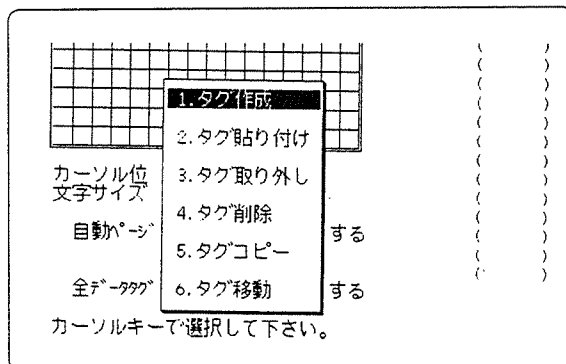 1.タグ作成
2.タグ貼り付け
3.タグ取り外し
4.タグ削除
5.タグコピー
6.タグ移動
カーソル位
文字サイズ
自動ページ
する
全データタグ
する
カーソルキーで選択して下さい。
( )
( )
( )
( )
( )
( )
( )
( )
( )
( )
( )
( )
( )